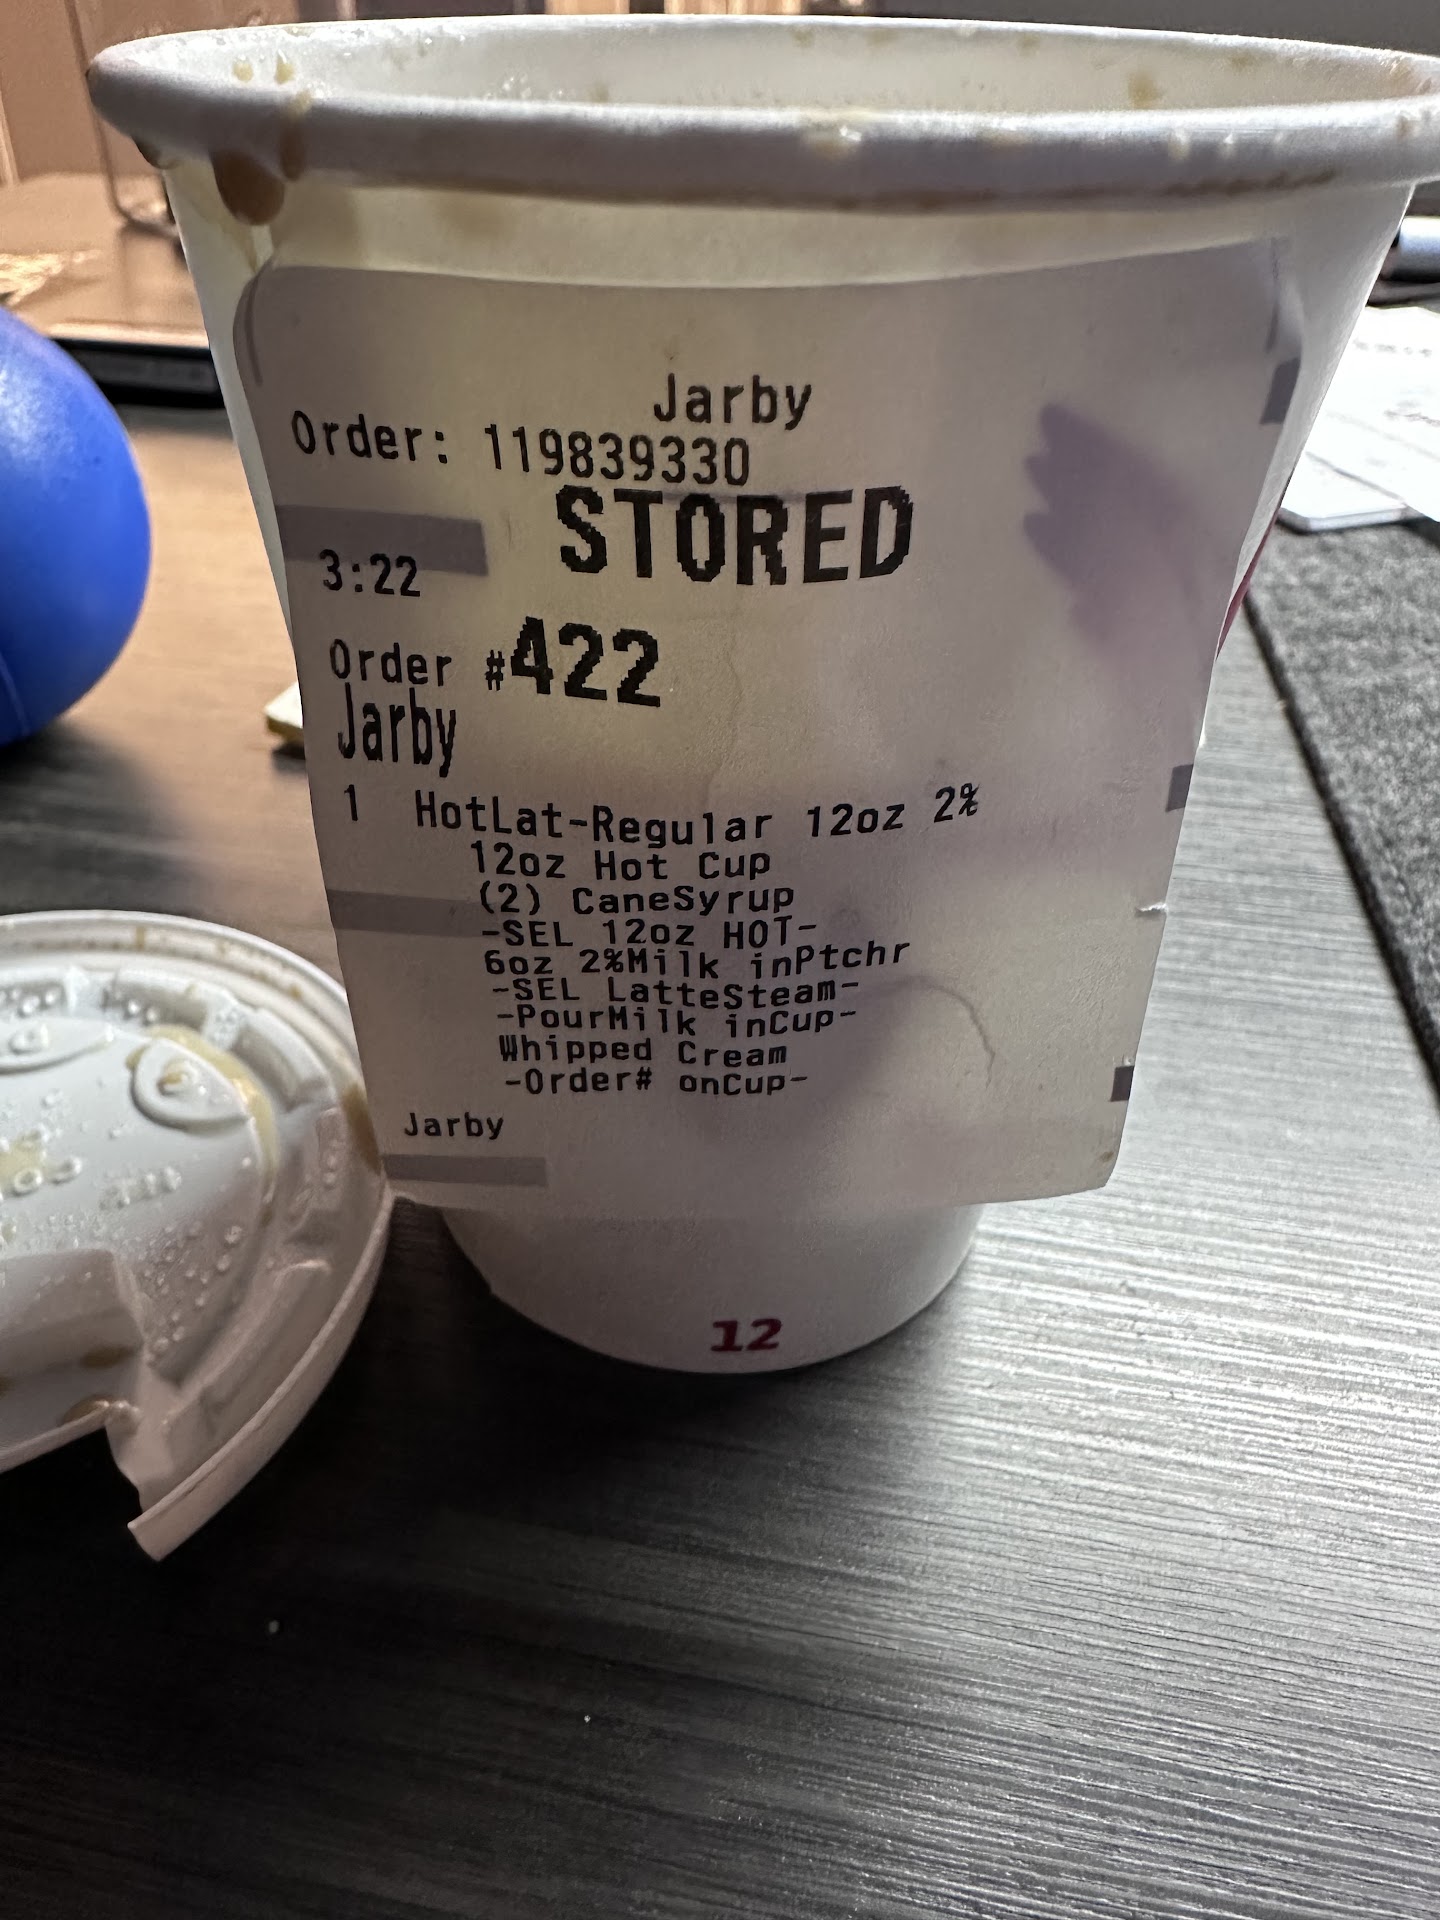 Jarby
Order: 119839330
STORED
3:22
Order #422
Jarby
1 HotLat-Regular 12oz 2%
12oz Hot Cup
(2) CaneSyrup
-SEL 12oz HOT-
6oz 2%Milk inPtchr
-SEL LatteSteam-
-PourMilk inCup-
Whipped Cream
-Order# onCup-
Jarby
12